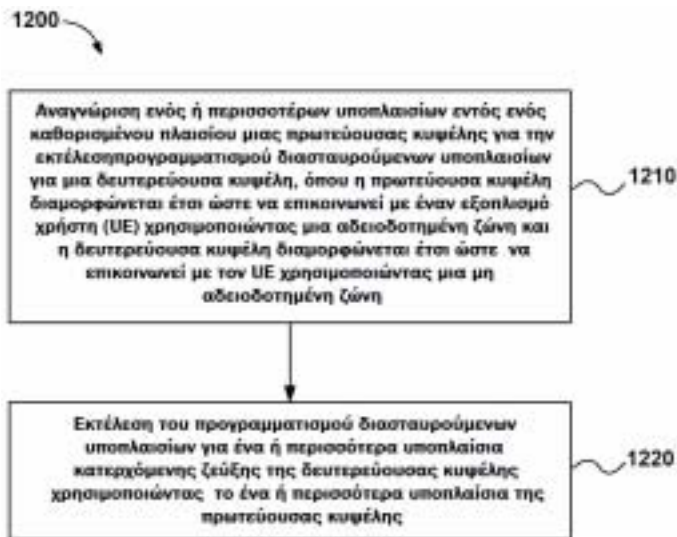 1200
Αναγνώριση ενός ή περισσοτέρων υποπλαισίων εντός ενός
καθορισμένου πλαισίου μιας πρωτεύουσας κυψέλης για την
εκτέλεσηπρογραμματισμού διασταυρούμενων υποπλαισίων
για μια δευτερεύουσα κυψέλη, όπου η πρωτεύουσα κυψέλη
διαμορφώνεται έτσι ώστε να επικοινωνεί με έναν εξοπλισμό
χρήστη (UE) χρησιμοποιώντας μια αδειοδοτημένη ζώνη και
η δευτερεύουσα κυψέλη διαμορφώνεται έτσι ώστε να
επικοινωνεί με τον UE χρησιμοποιώντας μια μη
αδειοδοτημένη ζώνη
1210
Εκτέλεση του προγραμματισμού διασταυρούμενων
υποπλαισίων για ένα ή περισσότερα υποπλαίσια
κατερχόμενης ζεύξης της δευτερεύουσας κυψέλης
χρησιμοποιώντας το ένα ή περισσότερα υποπλαίσια της
πρωτεύουσας κυψέλης
1220